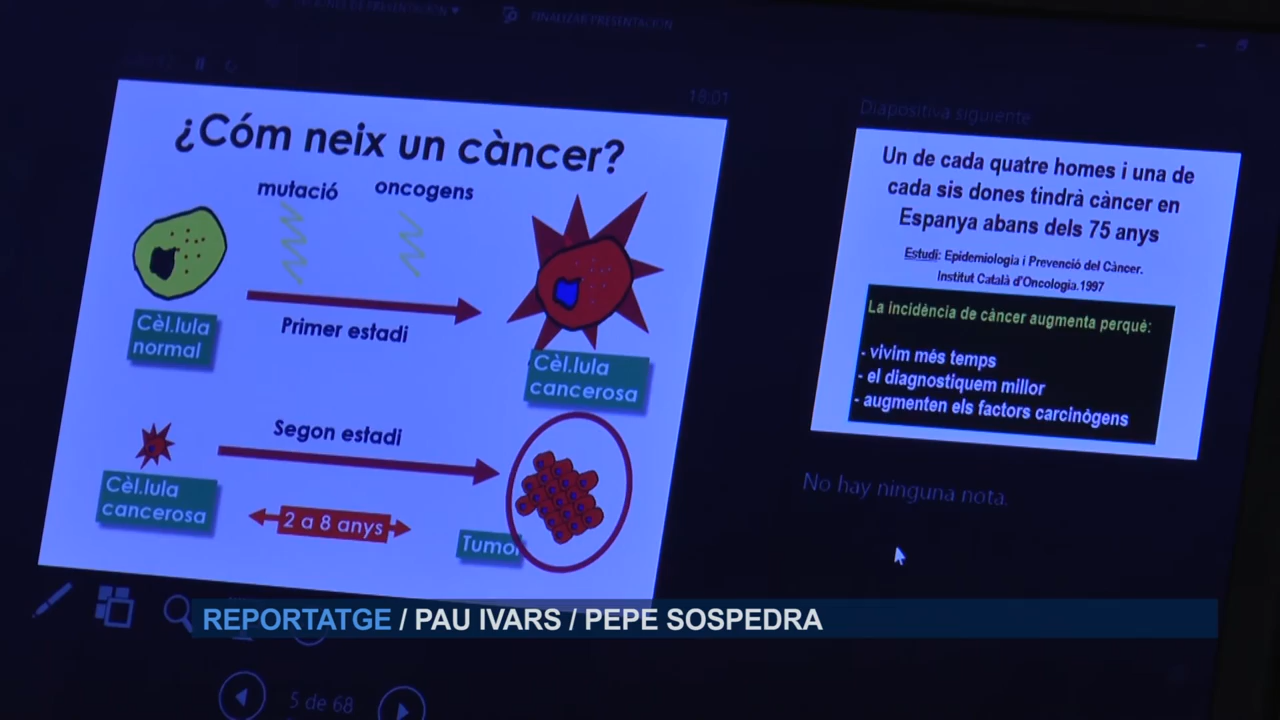 FINALIZAR PRESENTACIÓN
18:01
¿Cóm neix un càncer?
mutació
oncogens
Cèl.lula
normal
Primer estadi
Cèl.lula
cancerosa
Segon estadi
Cèl.lula
cancerosa
2 a 8 anys
Tumor
Diapositiva siguiente
Un de cada quatre homes i una de
cada sis dones tindrà càncer en
Espanya abans dels 75 anys
Estudi: Epidemiologia i Prevenció del Càncer.
Institut Català d'Oncologia.1997
La incidència de càncer augmenta perquè:
- vivim més temps
- el diagnostiquem millor
- augmenten els factors carcinògens
No hay ninguna nota.
REPORTATGE / PAU IVARS / PEPE SOSPEDRA
5 de 68